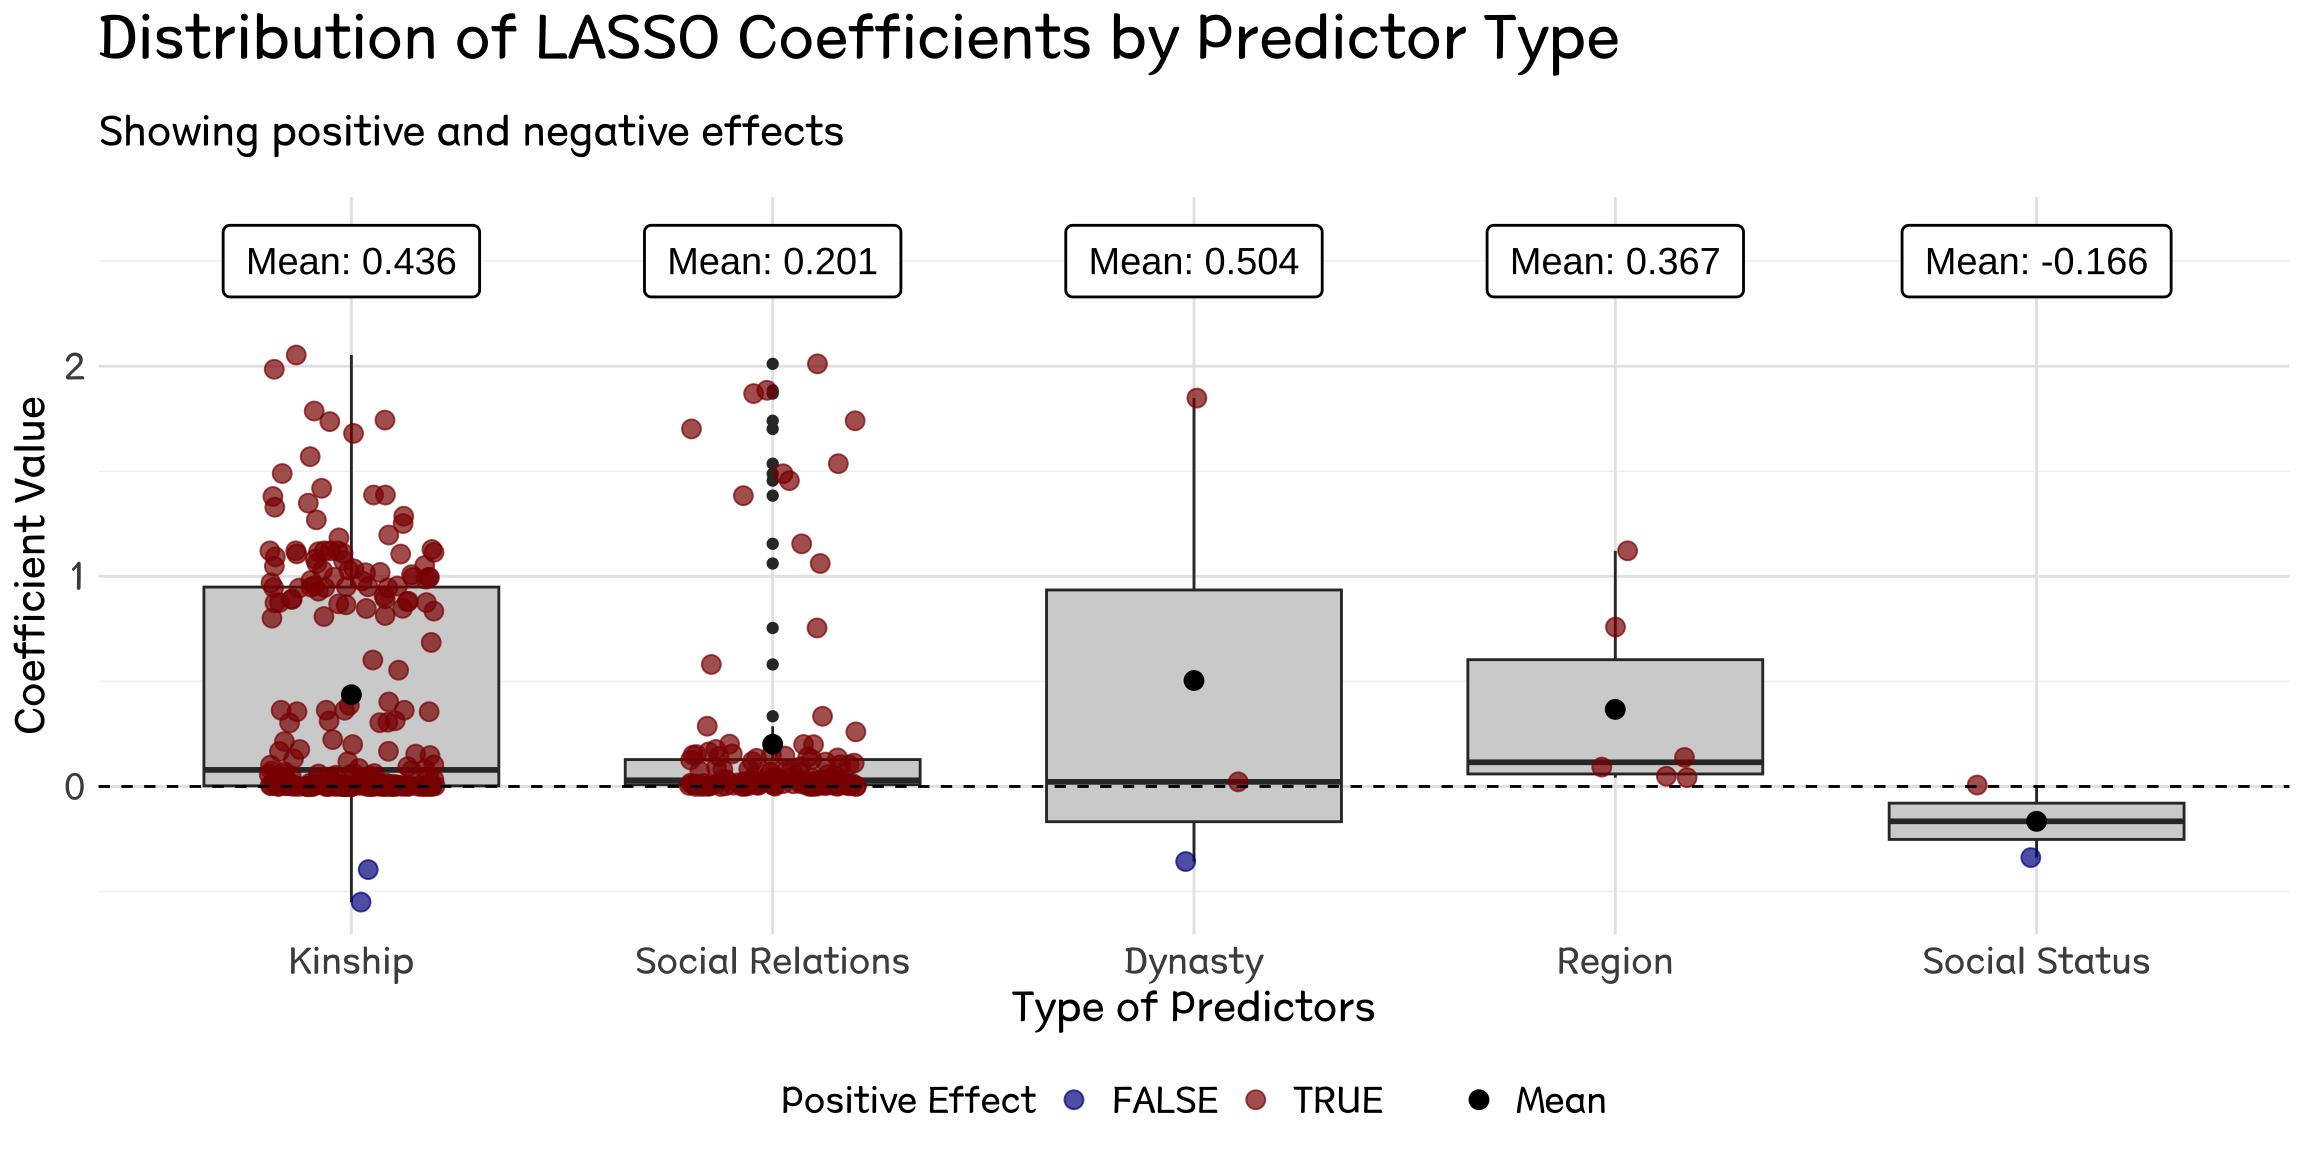 Distribution of LASSO Coefficients by Predictor Type
Showing positive and negative effects
Mean: 0.436 Mean: 0.201 Mean: 0.504 Mean: 0.367 Mean: -0.166
Coefficient Value
2
1
0
Kinship Social Relations Dynasty Region Social Status
Type of Predictors
Positive Effect FALSE TRUE Mean